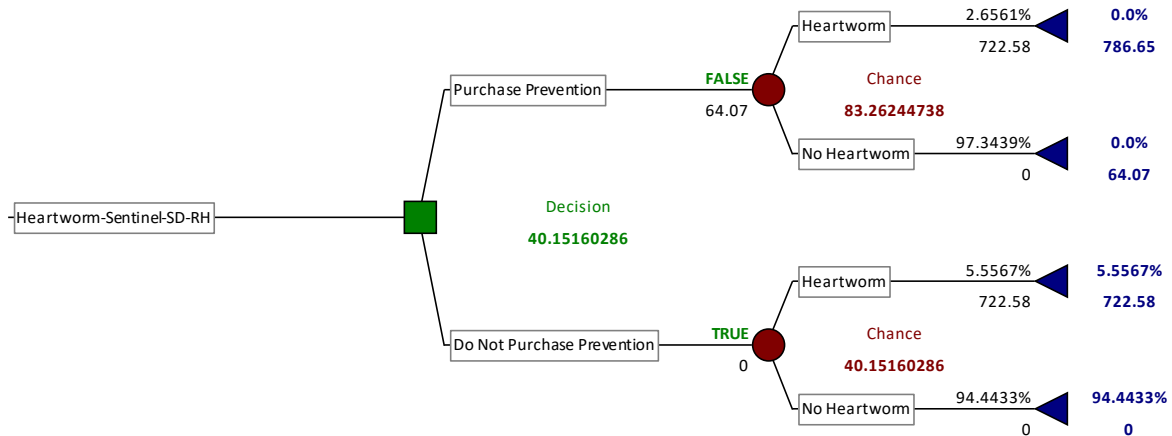 Heartworm
2.6561%
0.0%
722.58
786.65
FALSE
Chance
Purchase Prevention
64.07
83.26244738
No Heartworm
97.3439%
0.0%
0
64.07
Decision
Heartworm-Sentinel-SD-RH
40.15160286
Heartworm
5.5567%
5.5567%
722.58
722.58
TRUE
Chance
Do Not Purchase Prevention
0
40.15160286
No Heartworm
94.4433%
94.4433%
0
0